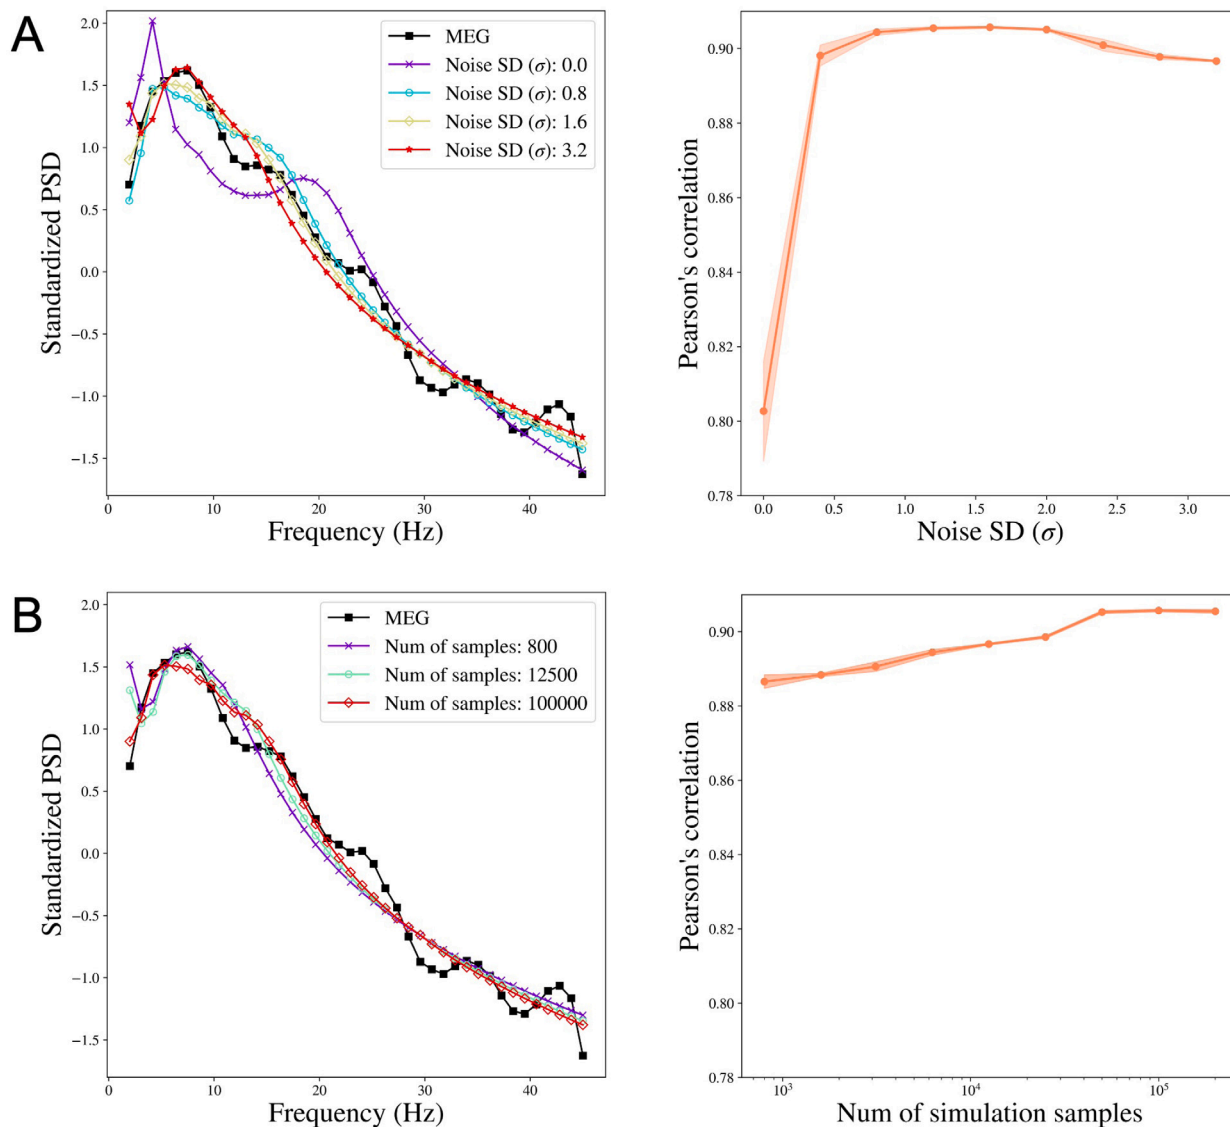 A
Standardized PSD
2.0
1.5
1.0
0.5
0.0
−0.5
−1.0
−1.5
MEG
Noise SD (σ): 0.0
Noise SD (σ): 0.8
Noise SD (σ): 1.6
Noise SD (σ): 3.2
0 10 20 30 40
Frequency (Hz)
Pearson's correlation
0.90
0.88
0.86
0.84
0.82
0.80
0.78
0.0 0.5 1.0 1.5 2.0 2.5 3.0
Noise SD (σ)
B
Standardized PSD
2.0
1.5
1.0
0.5
0.0
−0.5
−1.0
−1.5
MEG
Num of samples: 800
Num of samples: 12500
Num of samples: 100000
0 10 20 30 40
Frequency (Hz)
Pearson's correlation
0.90
0.88
0.86
0.84
0.82
0.80
0.78
10³ 10⁴ 10⁵
Num of simulation samples